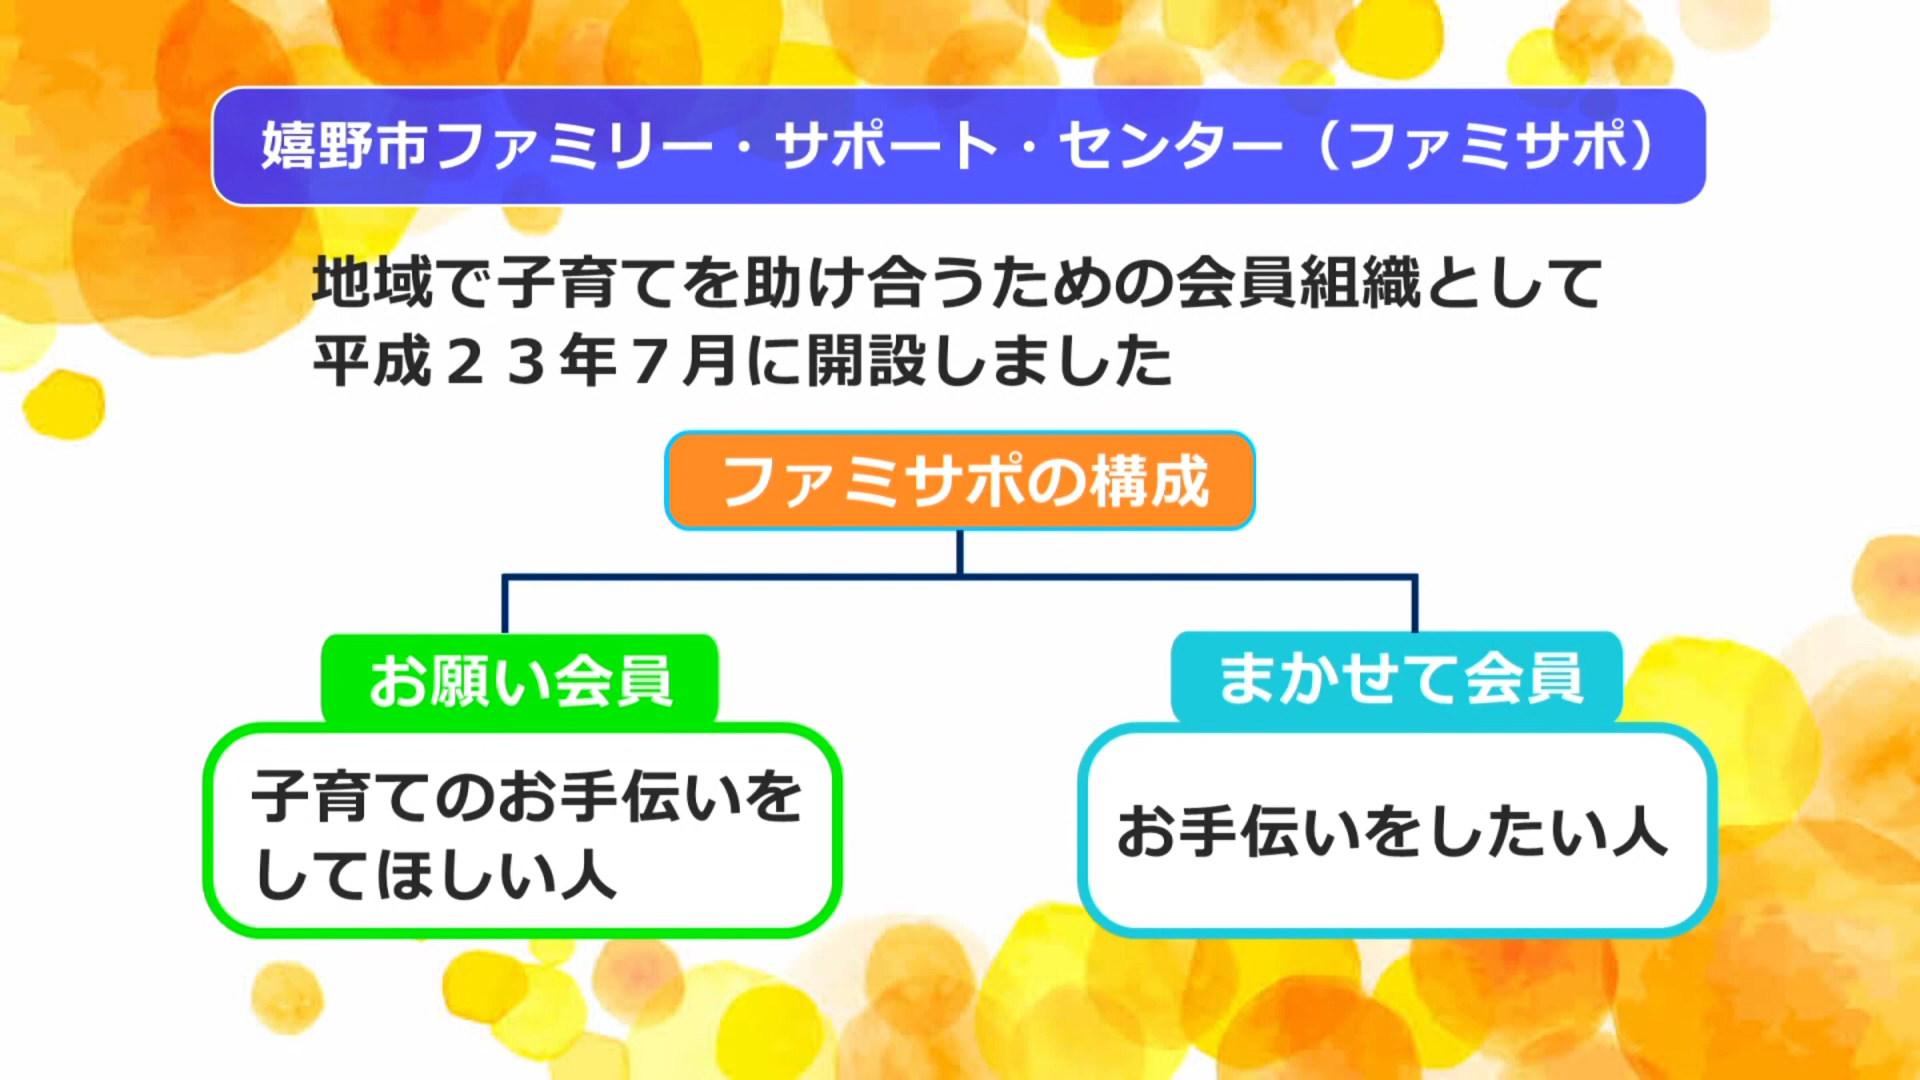 嬉野市ファミリー・サポート・センター（ファミサポ）
地域で子育てを助け合うための会員組織として
平成２３年７月に開設しました
ファミサポの構成
お願い会員
子育てのお手伝いを
してほしい人
まかせて会員
お手伝いをしたい人